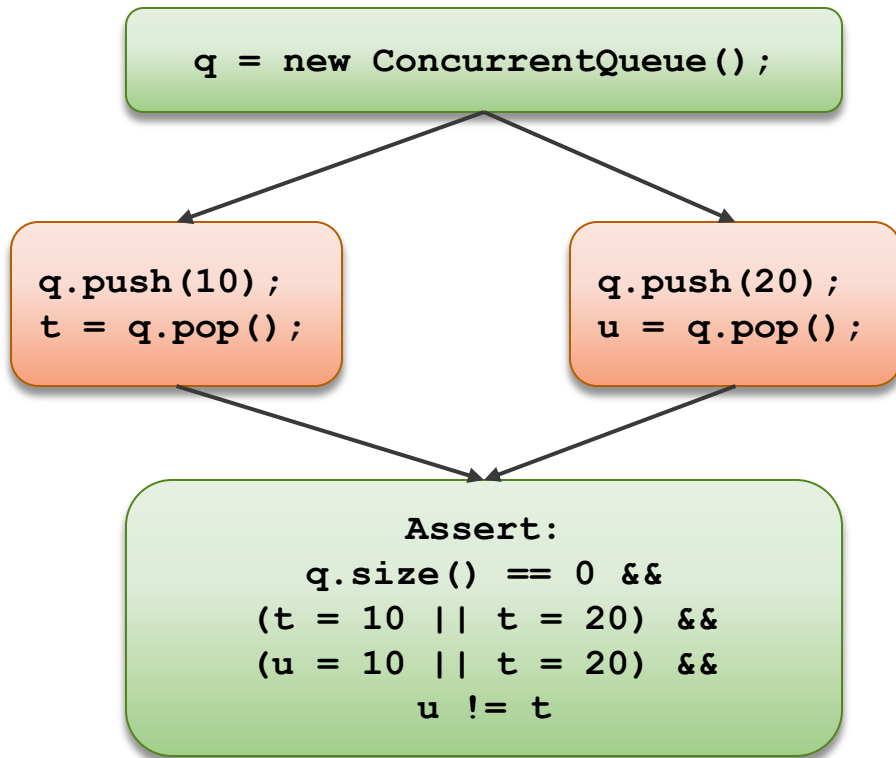 q = new ConcurrentQueue();
q.push(10);
t = q.pop();
q.push(20);
u = q.pop();
Assert:
q.size() == 0 &&
(t = 10 || t = 20) &&
(u = 10 || t = 20) &&
u != t